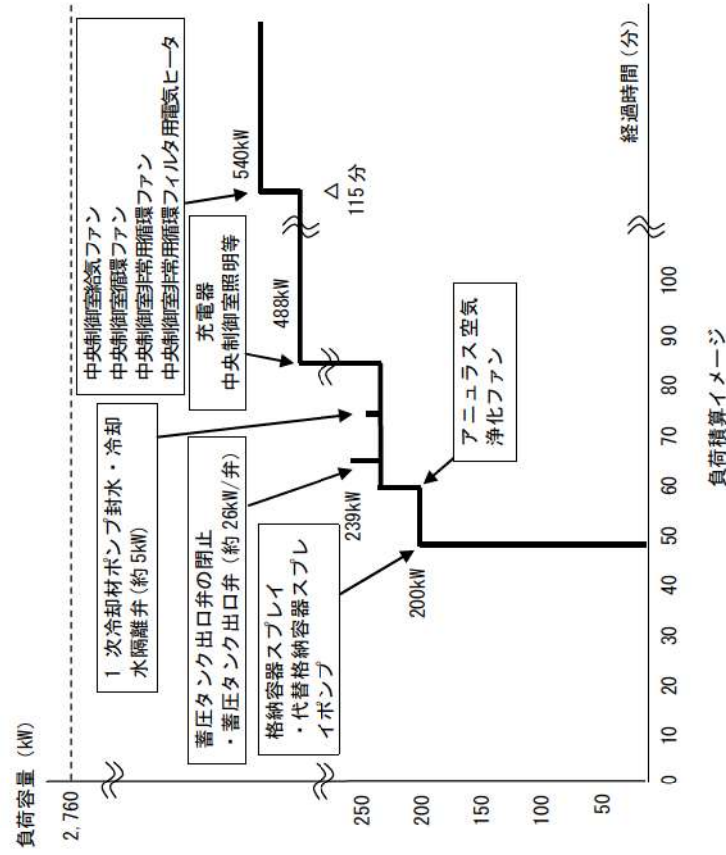 負荷容量 (kW)
2,760
中央制御室給気ファン
中央制御室循環ファン
中央制御室非常用循環ファン
中央制御室非常用循環フィルタ用電気ヒータ
540kW
1 次冷却材ポンプ封水・冷却
水隔離弁(約 5kW)
充電器
中央制御室照明等
488kW
△
115 分
蓄圧タンク出口弁の閉止
・蓄圧タンク出口弁 (約 26kW/弁)
239kW
格納容器スプレイ
・代替格納容器スプレ
イポンプ
200kW
アニュラス空気
浄化ファン
250
200
150
100
50
0
10
20
30
40
50
60
70
80
90
100
経過時間 (分)
負荷積算イメージ